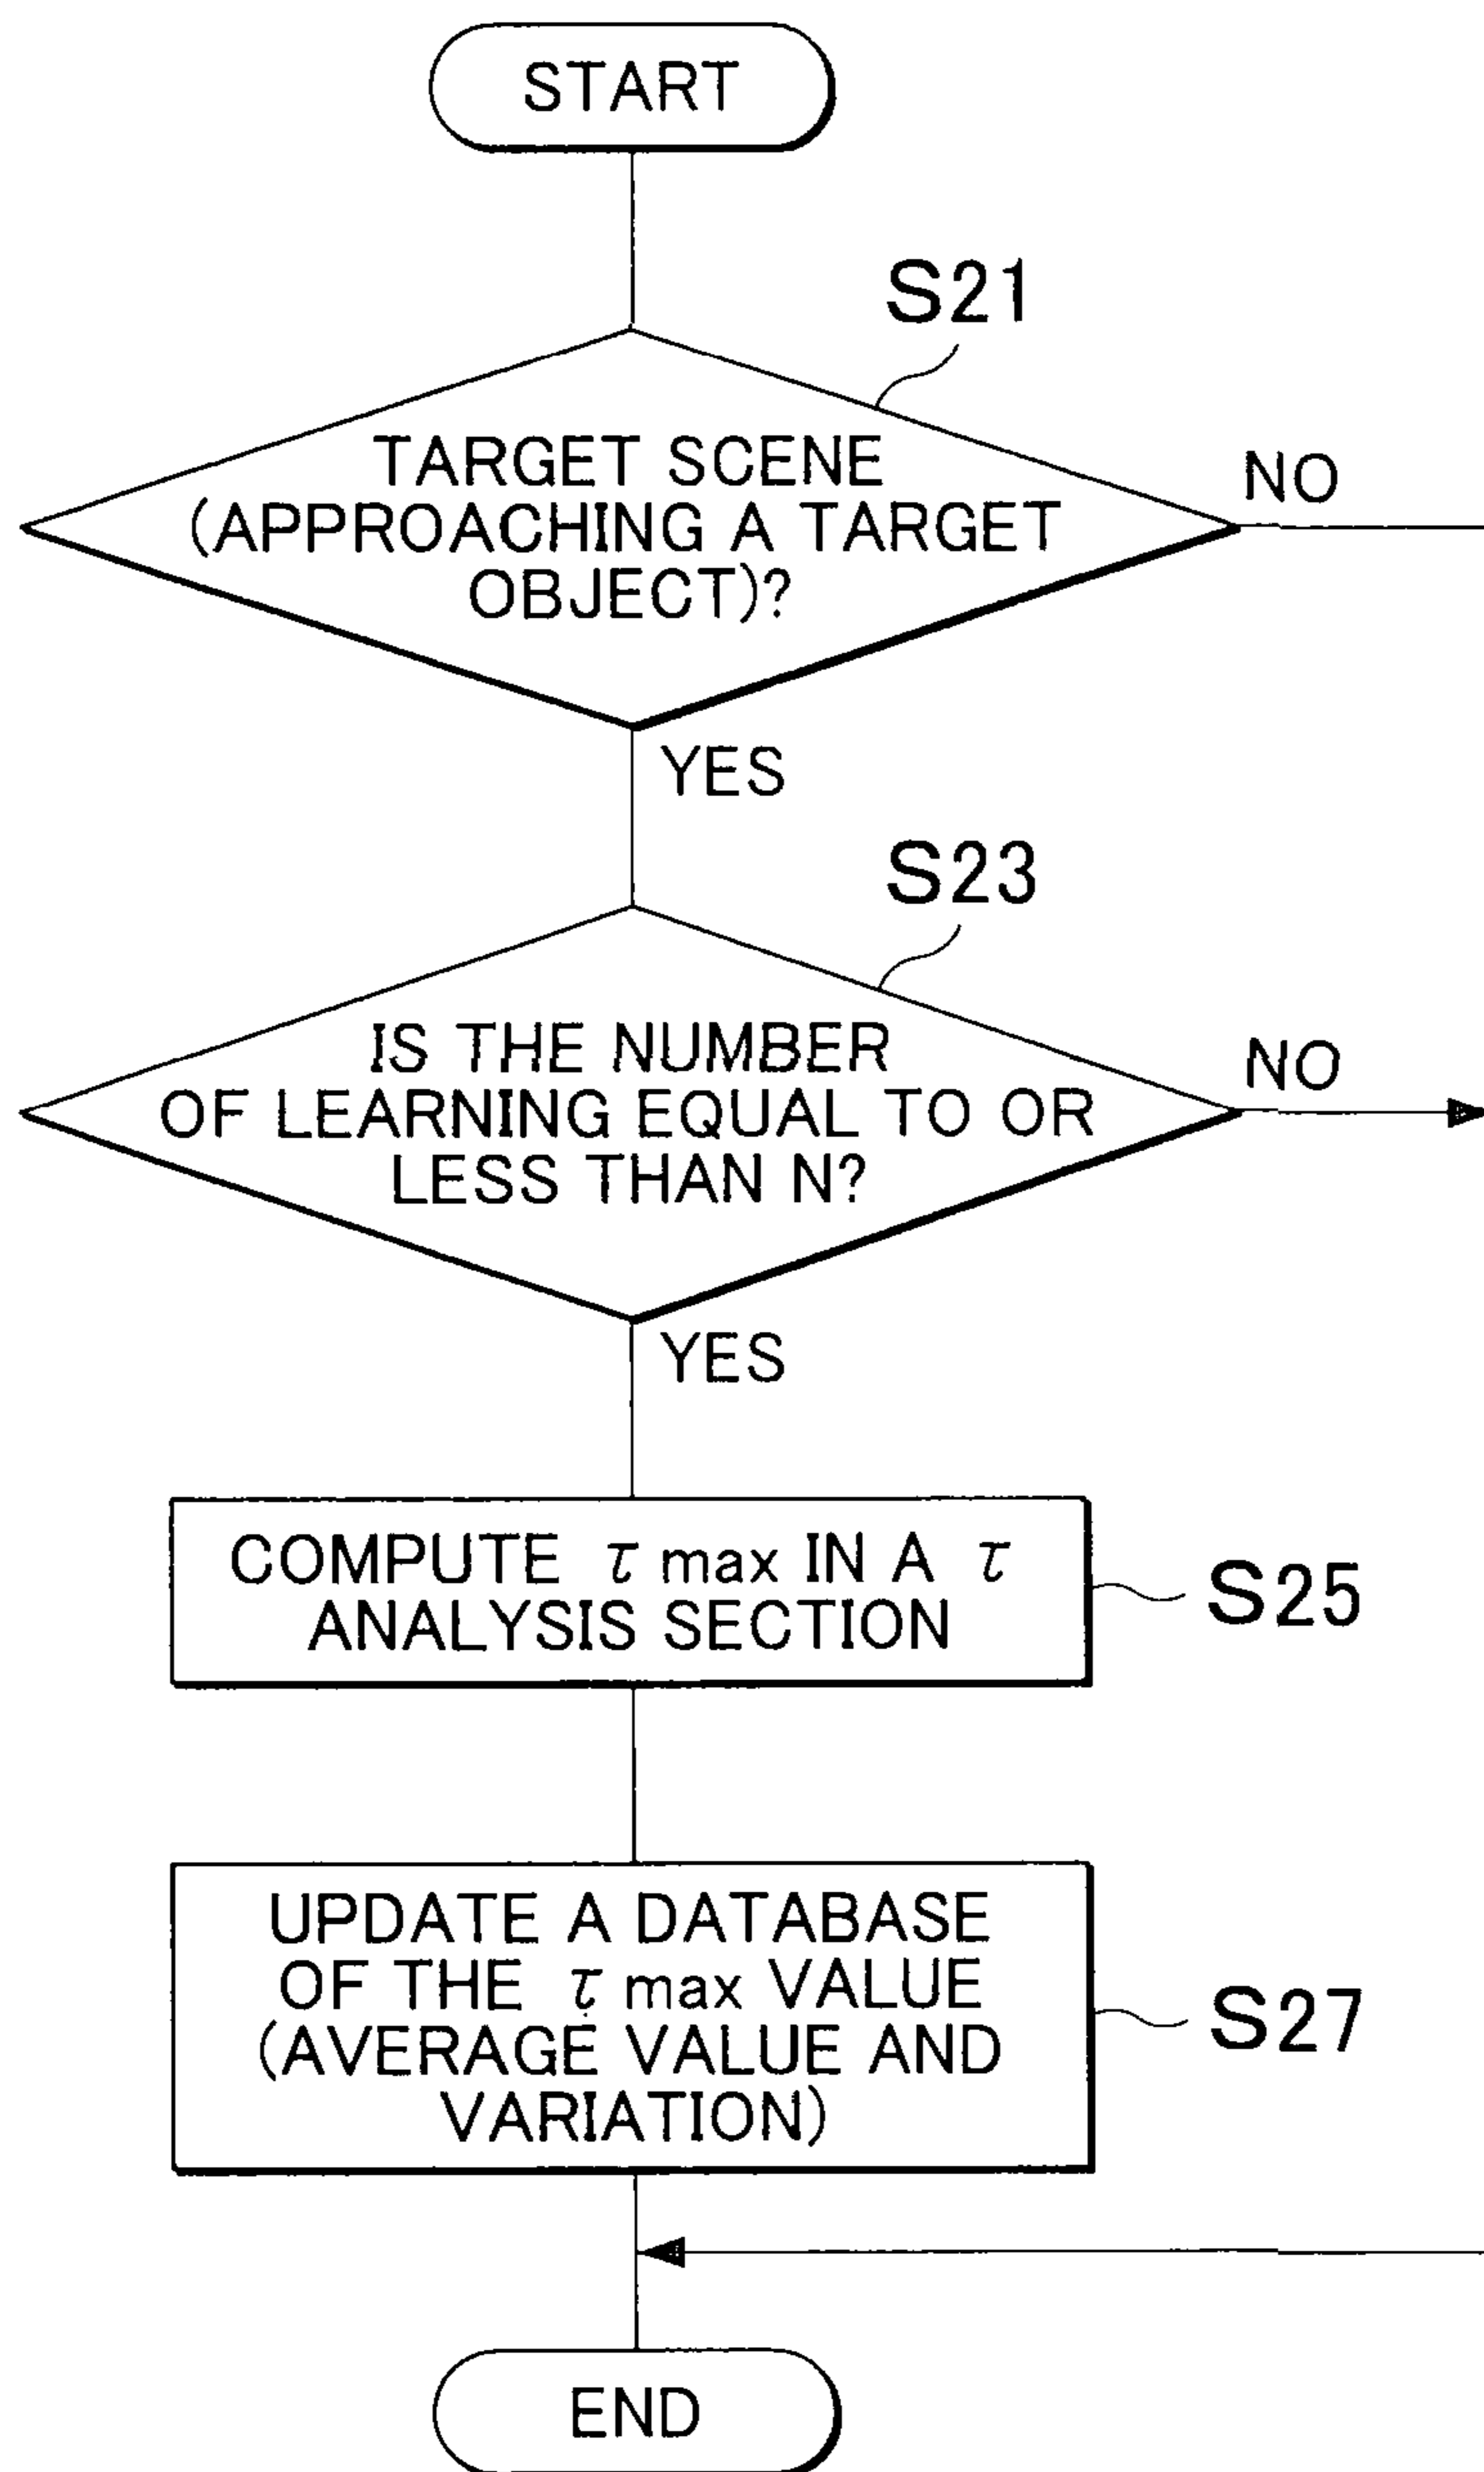 START
S21
TARGET SCENE
(APPROACHING A TARGET
OBJECT)?
NO
YES
S23
IS THE NUMBER
OF LEARNING EQUAL TO OR
LESS THAN N?
NO
YES
COMPUTE τ max IN A τ
ANALYSIS SECTION
S25
UPDATE A DATABASE
OF THE τ max VALUE
(AVERAGE VALUE AND
VARIATION)
S27
END